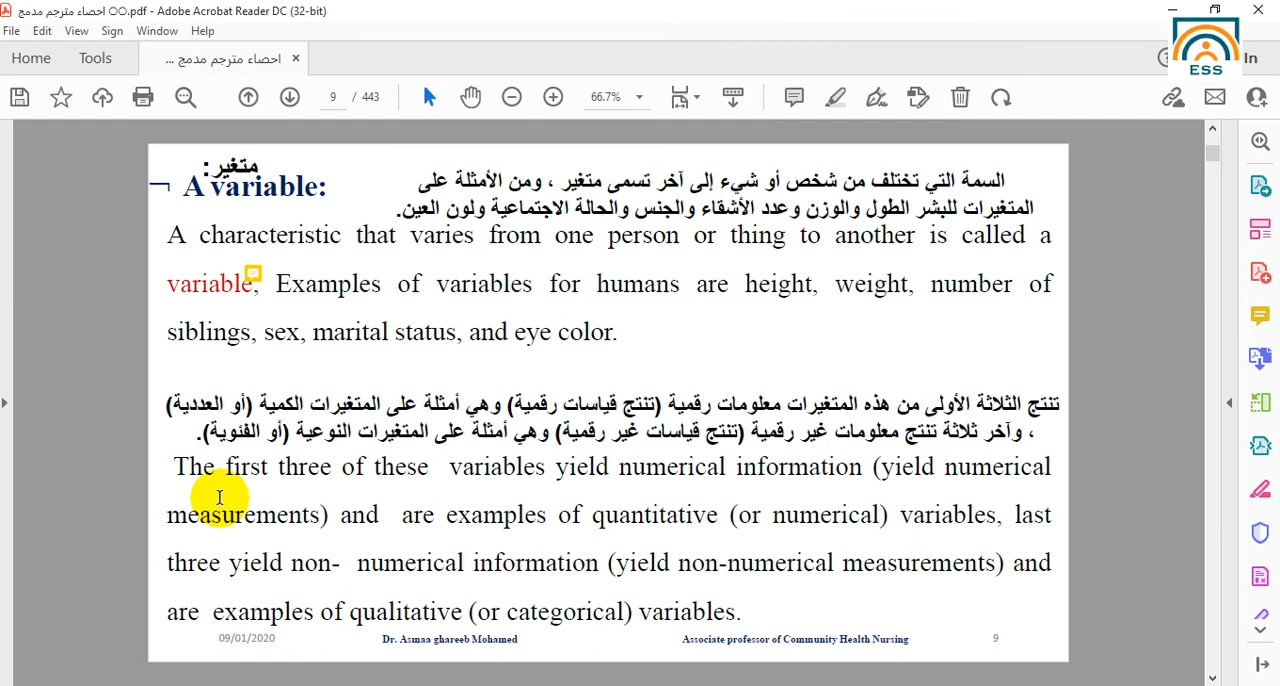 احصاء مترجم مدمج OO.pdf - Adobe Acrobat Reader DC (32-bit)
File Edit View Sign Window Help
Home Tools احصاء مترجم مدمج ... × In
ESS
9 / 443 66.7%
متغير:
¬ A variable:
السمة التي تختلف من شخص أو شيء إلى آخر تسمى متغير ، ومن الأمثلة على
المتغيرات للبشر الطول والوزن وعدد الأشقاء والجنس والحالة الاجتماعية ولون العين.
A characteristic that varies from one person or thing to another is called a
variable, Examples of variables for humans are height, weight, number of
siblings, sex, marital status, and eye color.
تنتج الثلاثة الأولى من هذه المتغيرات معلومات رقمية (تنتج قياسات رقمية) وهي أمثلة على المتغيرات الكمية (أو العددية)
، وآخر ثلاثة تنتج معلومات غير رقمية (تنتج قياسات غير رقمية) وهي أمثلة على المتغيرات النوعية (أو الفئوية).
The first three of these variables yield numerical information (yield numerical
measurements) and are examples of quantitative (or numerical) variables, last
three yield non- numerical information (yield non-numerical measurements) and
are examples of qualitative (or categorical) variables.
09/01/2020 Dr. Asmaa ghareeb Mohamed Associate professor of Community Health Nursing 9